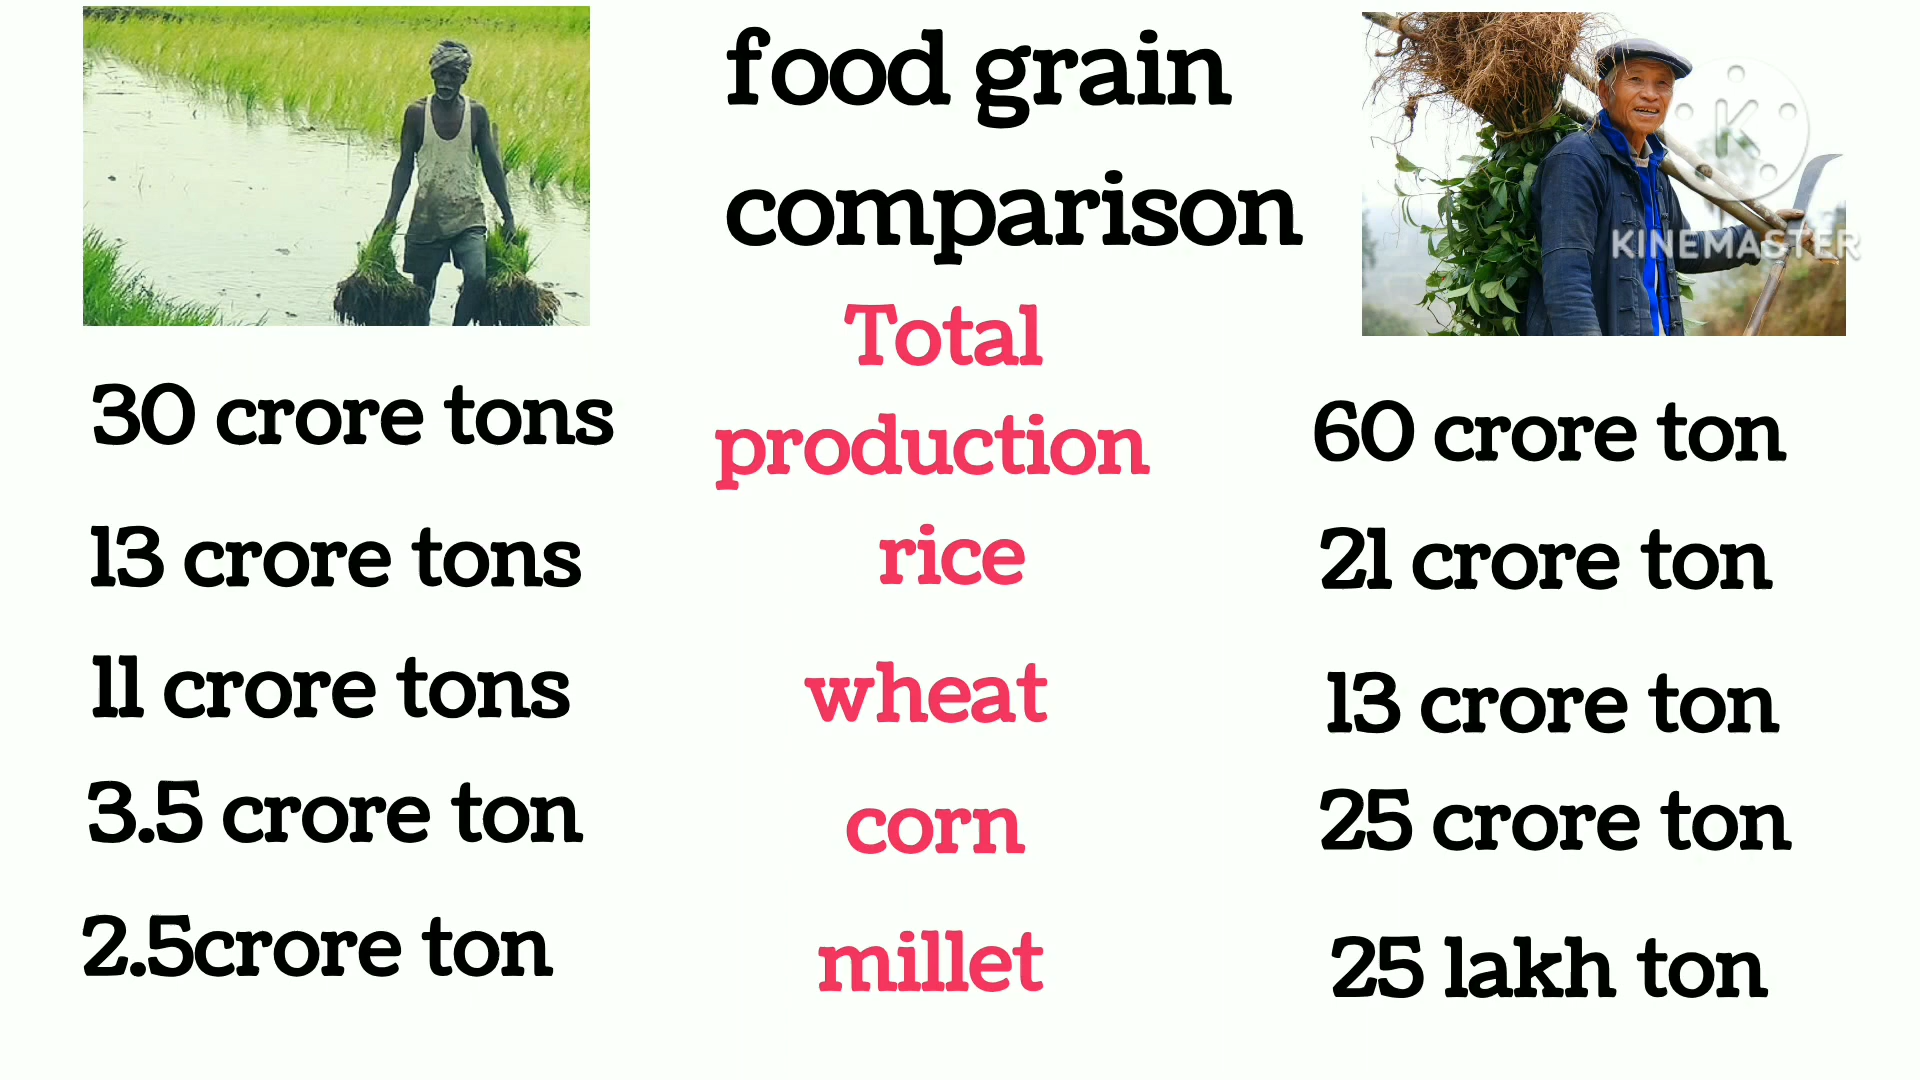 food grain
comparison
K
KINEMASTER
Total
production
30 crore tons
60 crore ton
13 crore tons
rice
21 crore ton
11 crore tons
wheat
13 crore ton
3.5 crore ton
corn
25 crore ton
2.5crore ton
millet
25 lakh ton